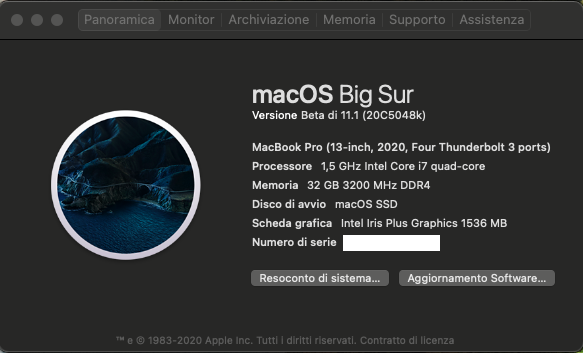 Panoramica Monitor Archiviazione Memoria Supporto Assistenza
macOS Big Sur
Versione Beta di 11.1 (20C5048k)
MacBook Pro (13-inch, 2020, Four Thunderbolt 3 ports)
Processore 1,5 GHz Intel Core i7 quad-core
Memoria 32 GB 3200 MHz DDR4
Disco di avvio macOS SSD
Scheda grafica Intel Iris Plus Graphics 1536 MB
Numero di serie
Resoconto di sistema... Aggiornamento Software...
™ e © 1983-2020 Apple Inc. Tutti i diritti riservati. Contratto di licenza